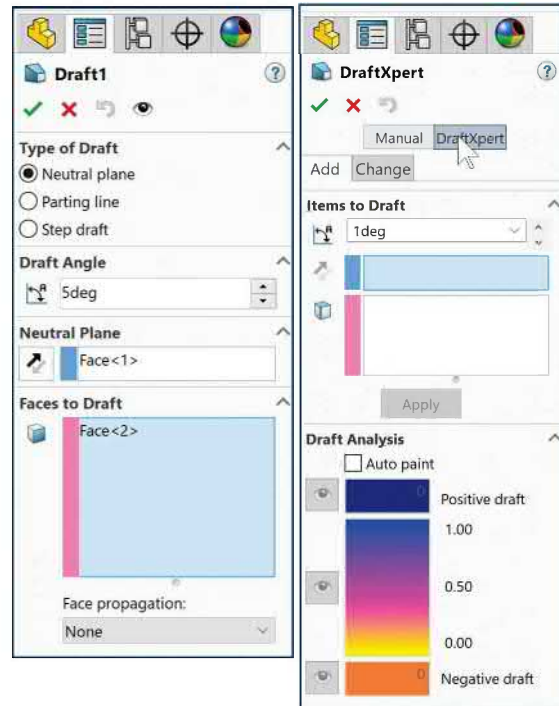 Draft1
?
Type of Draft
Neutral plane
Parting line
Step draft
Draft Angle
5deg
Neutral Plane
Face<1>
Faces to Draft
Face<2>
Face propagation:
None
DraftXpert
?
Manual DraftXpert
Add Change
Items to Draft
1deg
Apply
Draft Analysis
Auto paint
0 Positive draft
1.00
0.50
0.00
0 Negative draft